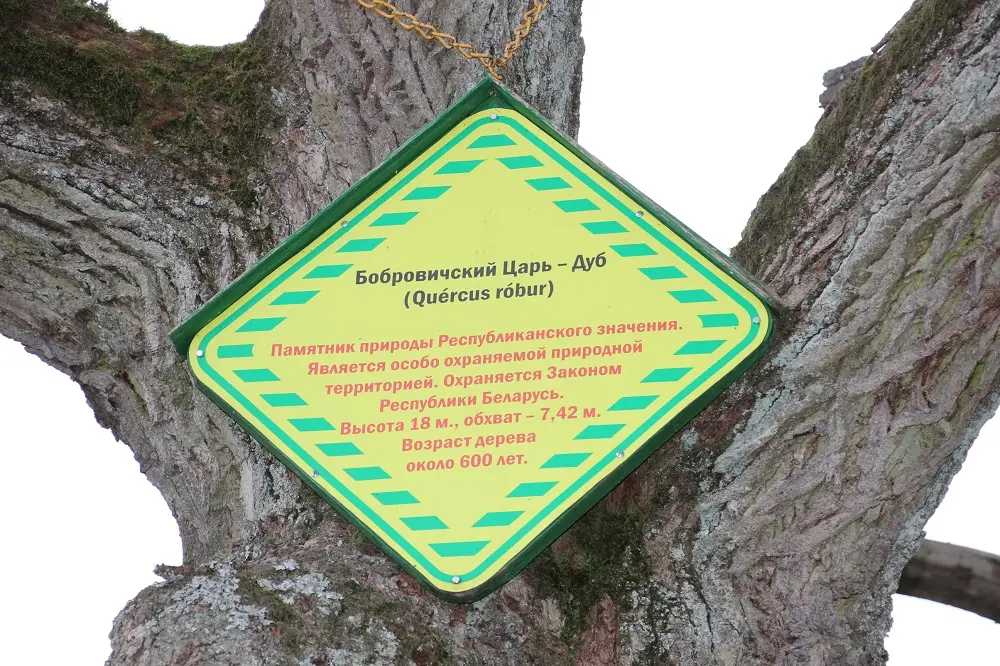 Бобровичский Царь – Дуб
(Quércus róbur)
Памятник природы Республиканского значения.
Является особо охраняемой природной
территорией. Охраняется Законом
Республики Беларусь.
Высота 18 м., обхват – 7,42 м.
Возраст дерева
около 600 лет.